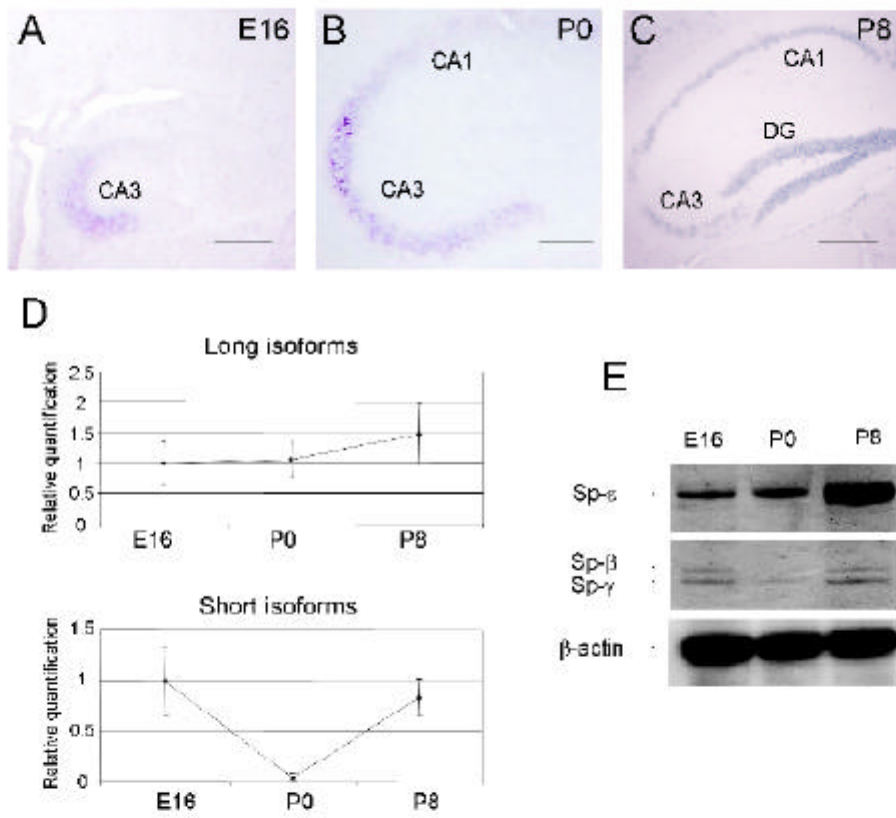 A E16
CA3
B P0
CA1
CA3
C P8
CA1
DG
CA3
D
Long isoforms
Relative quantification
2.5
2
1.5
1
0.5
0
E16 P0 P8
Short isoforms
Relative quantification
1.5
1
0.5
0
E16 P0 P8
E
E16 P0 P8
Sp-ε
Sp-β
Sp-γ
β-actin